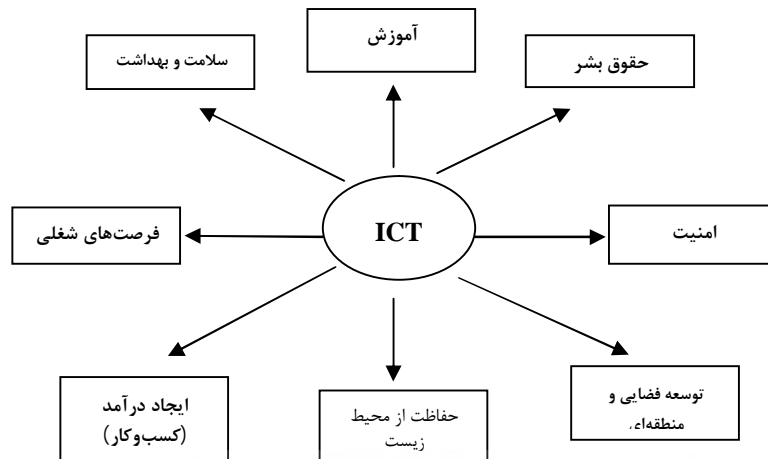 آموزش
حقوق بشر
سلامت و بهداشت
ICT
امنیت
فرصت‌های شغلی
توسعه فضایی و
منطقه‌ای
حفاظت از محیط
زیست
ایجاد درآمد
(کسب‌وکار)